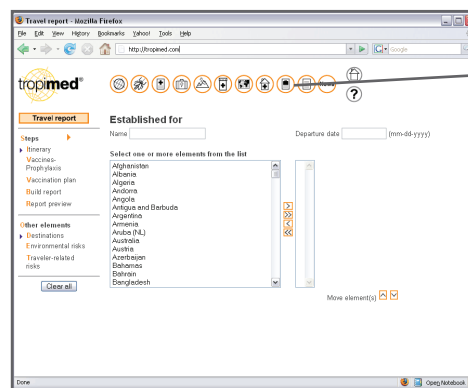 Travel report - Mozilla Firefox
File Edit View History Bookmarks Yahoo! Tools Help
http://tropimed.com
Google
tropimed®
News
?
Travel report
Steps
Itinerary
Vaccines-
Prophylaxis
Vaccination plan
Build report
Report preview
Other elements
Destinations
Environmental risks
Traveler-related
risks
Clear all
Established for
Name
Departure date
(mm-dd-yyyy)
Select one or more elements from the list
Afghanistan
Albania
Algeria
Andorra
Angola
Antigua and Barbuda
Argentina
Armenia
Aruba (NL)
Australia
Austria
Azerbaijan
Bahamas
Bahrain
Bangladesh
>
>>
<
<<
Move element(s)
Done
Open Notebook